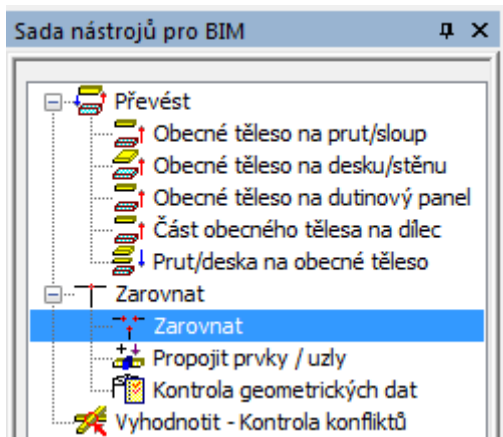 Sada nástrojů pro BIM
Převést
Obecné těleso na prut/sloup
Obecné těleso na desku/stěnu
Obecné těleso na dutinový panel
Část obecného tělesa na dílec
Prut/deska na obecné těleso
Zarovnat
Zarovnat
Propojit prvky / uzly
Kontrola geometrických dat
Vyhodnotit - Kontrola konfliktů